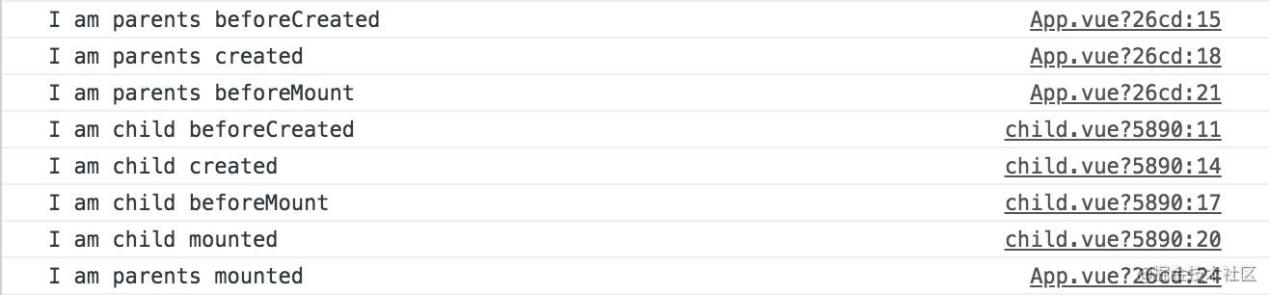 I am parents beforeCreated App.vue?26cd:15
I am parents created App.vue?26cd:18
I am parents beforeMount App.vue?26cd:21
I am child beforeCreated child.vue?5890:11
I am child created child.vue?5890:14
I am child beforeMount child.vue?5890:17
I am child mounted child.vue?5890:20
I am parents mounted App.vue?26cd:24
@稀土掘金技术社区